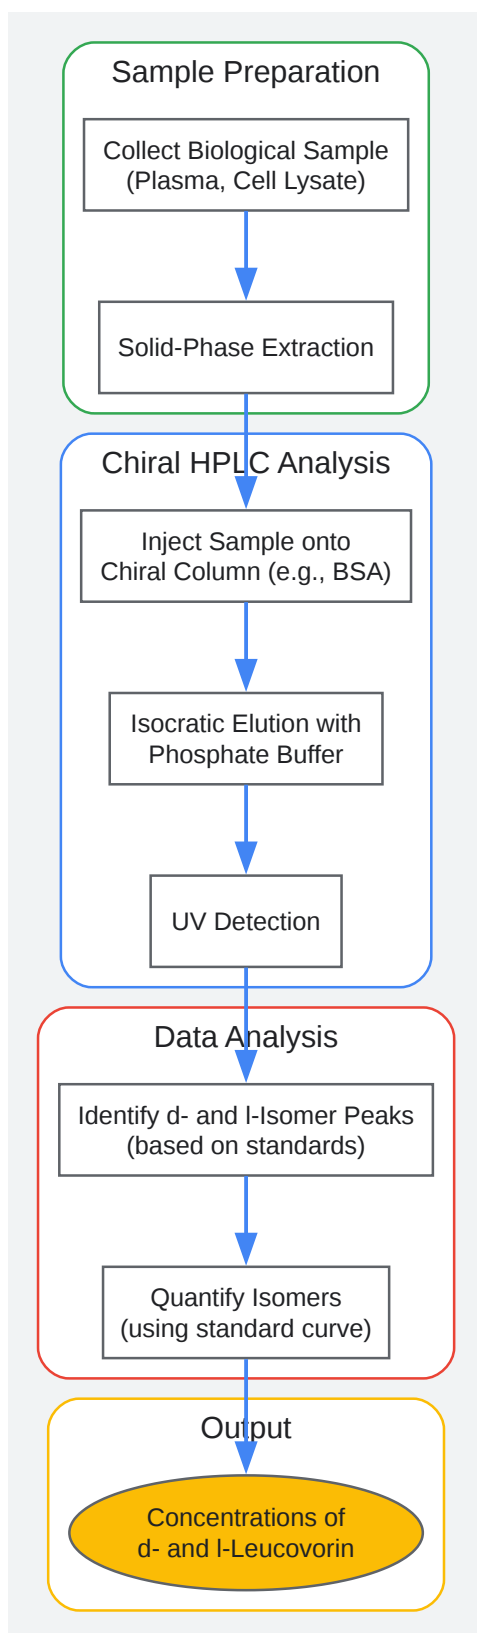 Sample Preparation
Collect Biological Sample
(Plasma, Cell Lysate)
Solid-Phase Extraction
Chiral HPLC Analysis
Inject Sample onto
Chiral Column (e.g., BSA)
Isocratic Elution with
Phosphate Buffer
UV Detection
Data Analysis
Identify d- and l-Isomer Peaks
(based on standards)
Quantify Isomers
(using standard curve)
Output
Concentrations of
d- and l-Leucovorin